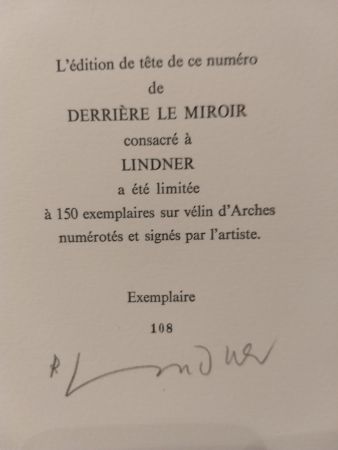 L'édition de tête de ce numéro
de
DERRIÈRE LE MIROIR
consacré à
LINDNER
a été limitée
à 150 exemplaires sur vélin d'Arches
numérotés et signés par l'artiste.
Exemplaire
108
R Lindner